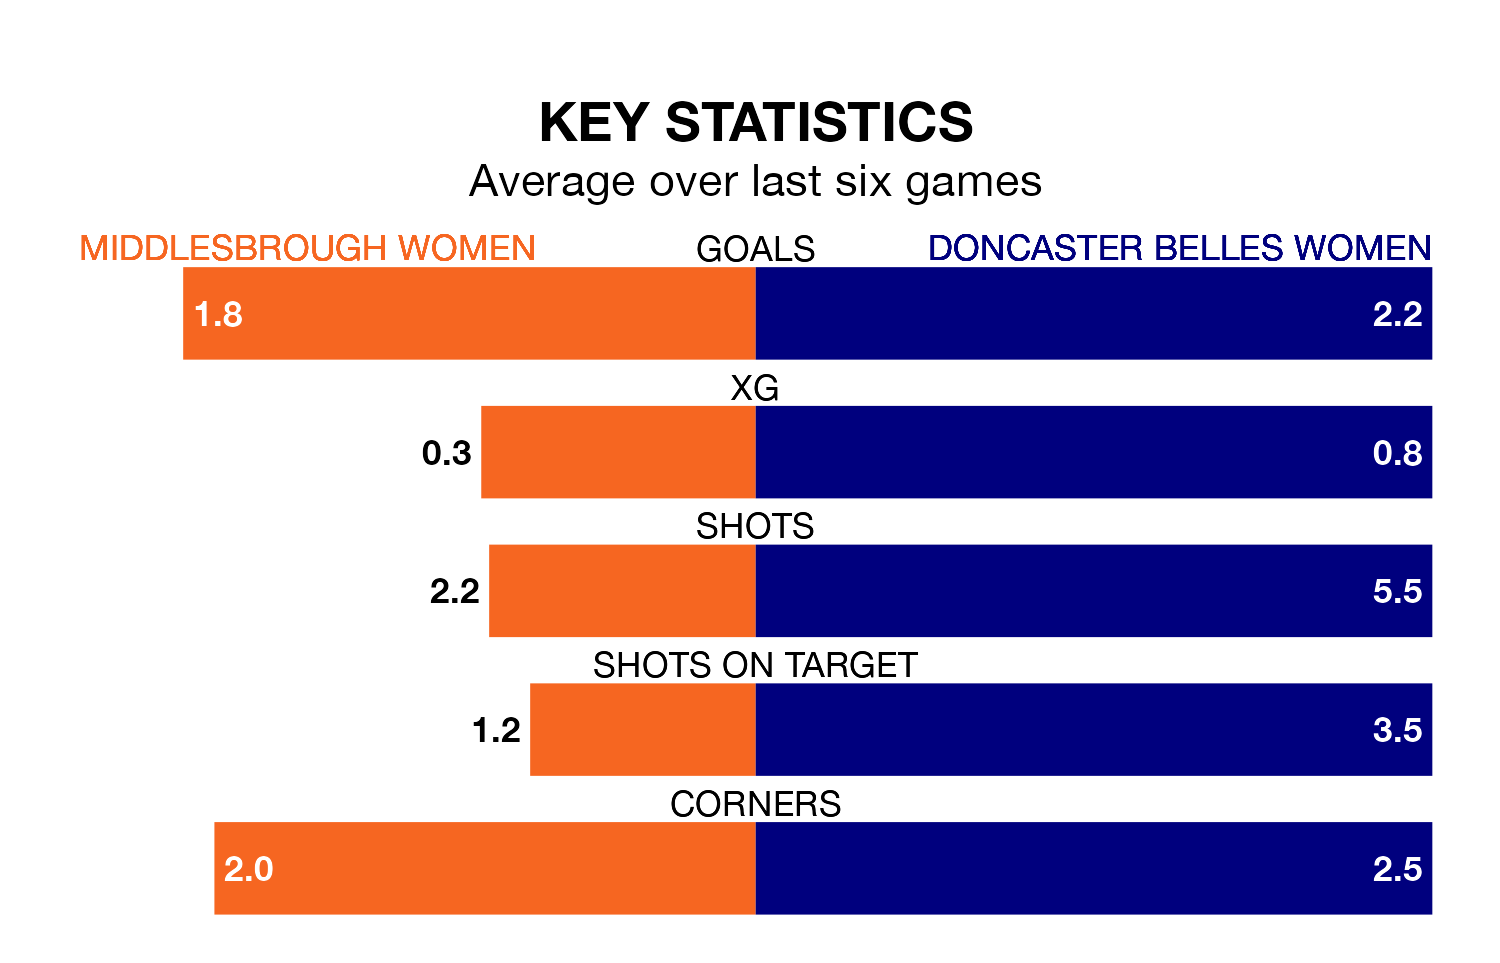 KEY STATISTICS
Average over last six games
MIDDLESBROUGH WOMEN GOALS DONCASTER BELLES WOMEN
1.8 2.2
XG
0.3 0.8
SHOTS
2.2 5.5
SHOTS ON TARGET
1.2 3.5
CORNERS
2.0 2.5